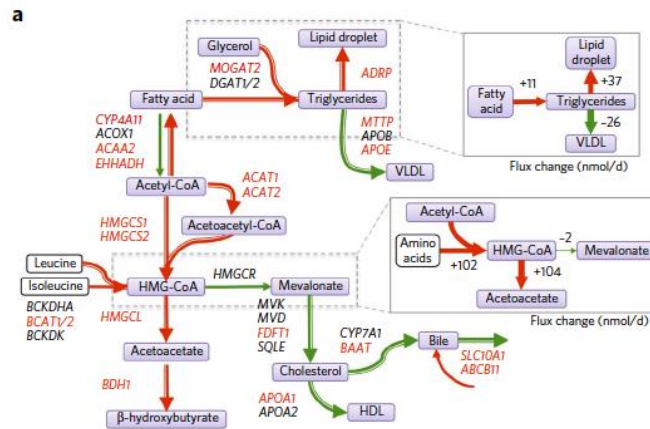 a
Glycerol
Lipid droplet
MOGAT2
DGAT1/2
ADRP
Fatty acid
Triglycerides
CYP4A11
ACOX1
ACAA2
EHHADH
MTTP
APOB
APOE
VLDL
Acetyl-CoA
ACAT1
ACAT2
Acetoacetyl-CoA
HMGCS1
HMGCS2
Leucine
Isoleucine
HMG-CoA
HMGCR
Mevalonate
BCKDHA
BCAT1/2
BCKDK
HMGCL
MVK
MVD
FDFT1
SQLE
CYP7A1
BAAT
Bile
SLC10A1
ABCB11
Acetoacetate
Cholesterol
BDH1
APOA1
APOA2
HDL
β-hydroxybutyrate
Lipid
droplet
+11
+37
Fatty
acid
Triglycerides
–26
VLDL
Flux change (nmol/d)
Acetyl-CoA
Amino
acids
HMG-CoA
–2
Mevalonate
+102
+104
Acetoacetate
Flux change (nmol/d)